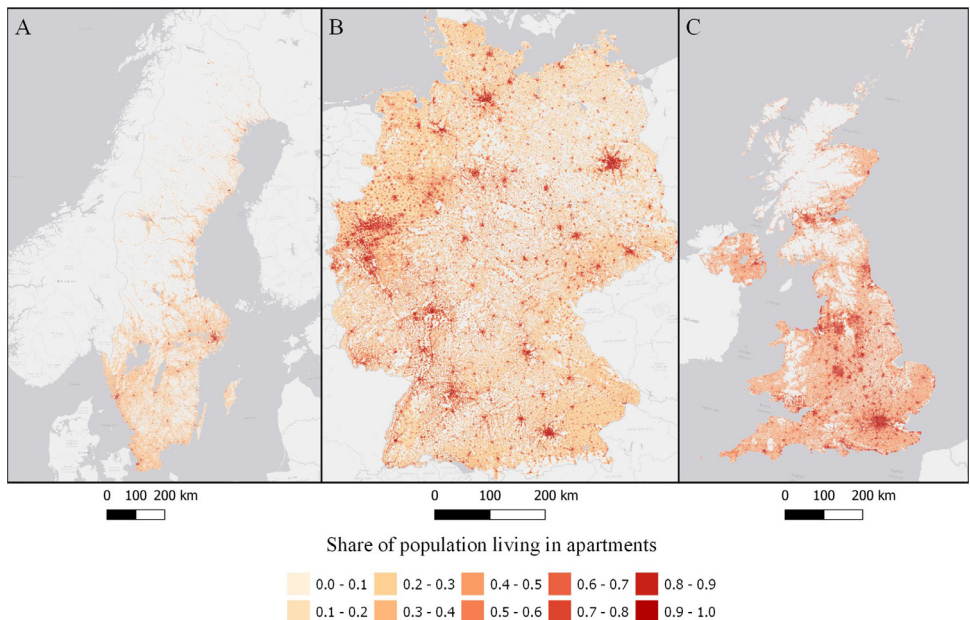 A
B
C
0 100 200 km
0 100 200 km
0 100 200 km
Share of population living in apartments
0.0 - 0.1
0.2 - 0.3
0.4 - 0.5
0.6 - 0.7
0.8 - 0.9
0.1 - 0.2
0.3 - 0.4
0.5 - 0.6
0.7 - 0.8
0.9 - 1.0